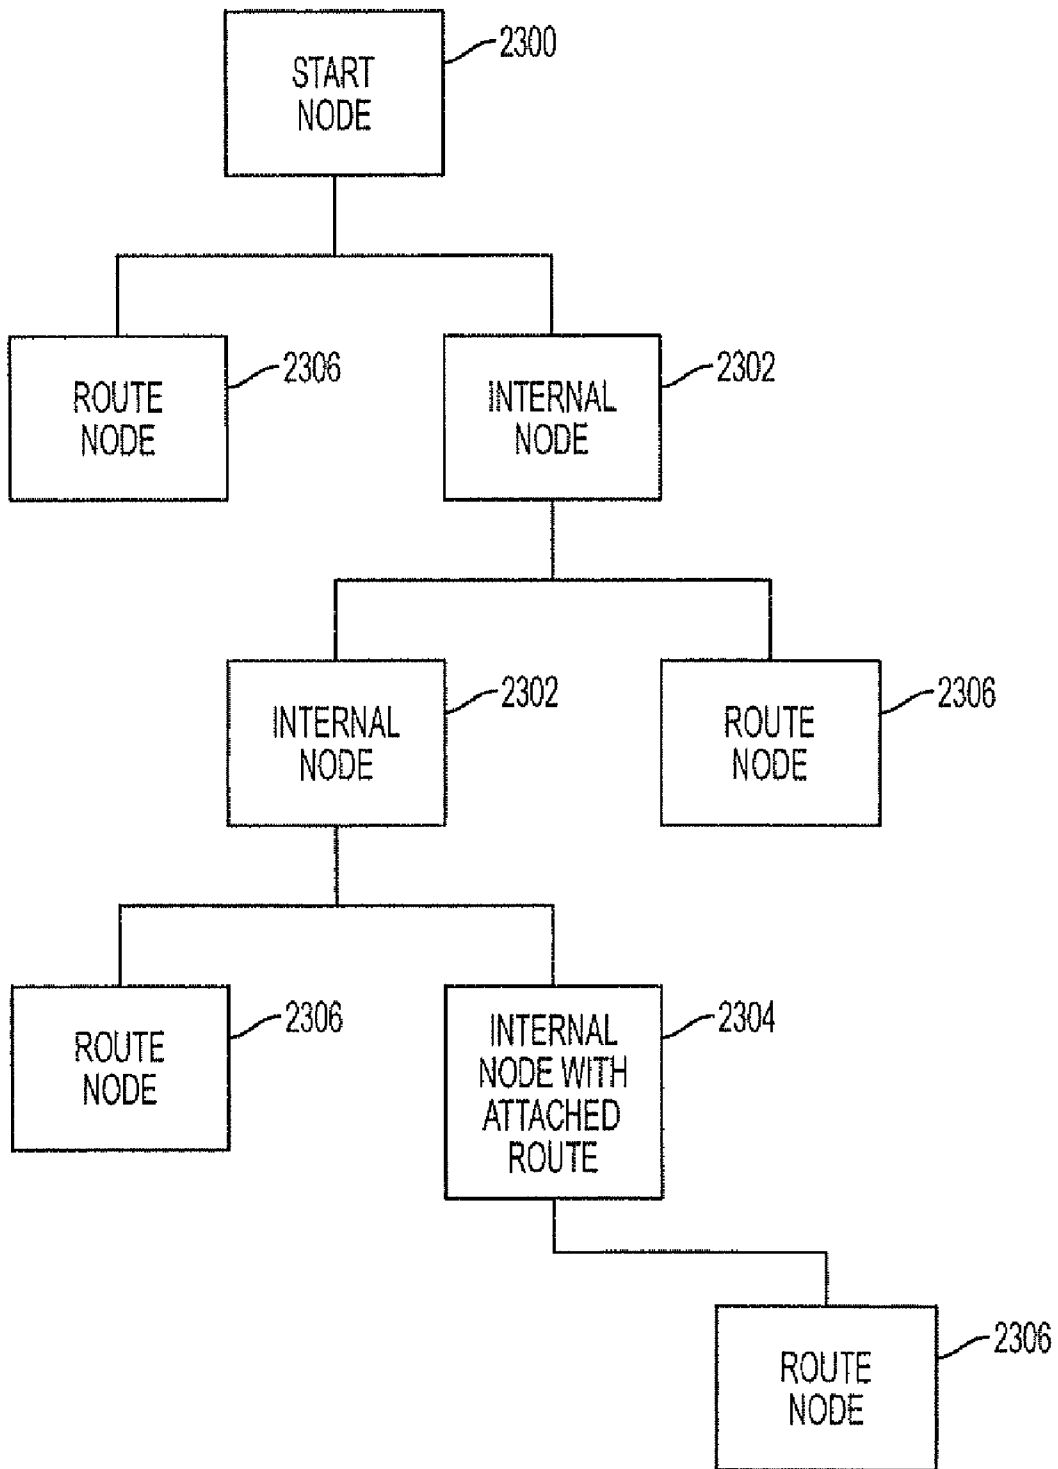 START
NODE
2300
ROUTE
NODE
2306
INTERNAL
NODE
2302
INTERNAL
NODE
2302
ROUTE
NODE
2306
ROUTE
NODE
2306
INTERNAL
NODE WITH
ATTACHED
ROUTE
2304
ROUTE
NODE
2306